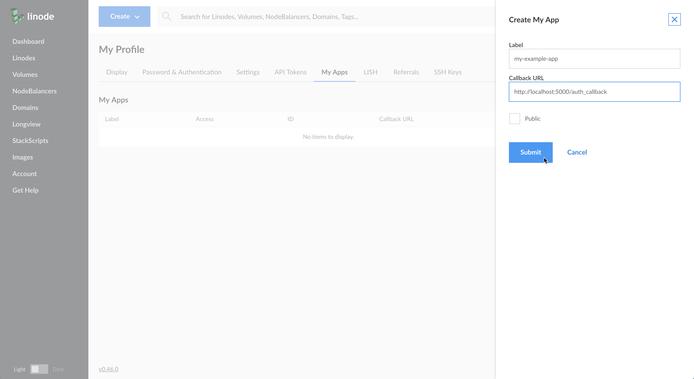 linode
Dashboard
Linodes
Volumes
NodeBalancers
Domains
Longview
StackScripts
Images
Account
Get Help
Light
Dark
Create
Search for Linodes, Volumes, NodeBalancers, Domains, Tags...
My Profile
Display Password & Authentication Settings API Tokens My Apps LISH Referrals SSH Keys
My Apps
Label Access ID Callback URL
No items to display.
v0.46.0
Create My App
Label
my-example-app
Callback URL
http://localhost:5000/auth_callback
Public
Submit Cancel